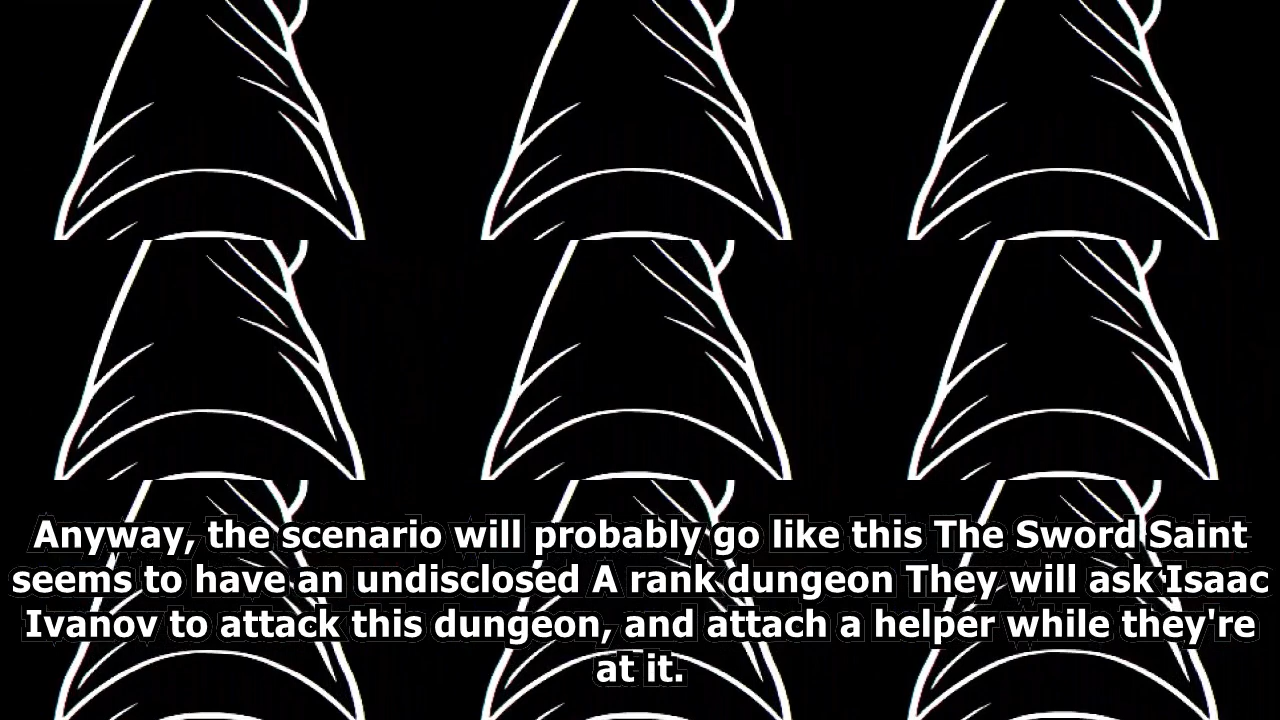 Anyway, the scenario will probably go like this The Sword Saint
seems to have an undisclosed A rank dungeon They will ask Isaac
Ivanov to attack this dungeon, and attach a helper while they're
at it.